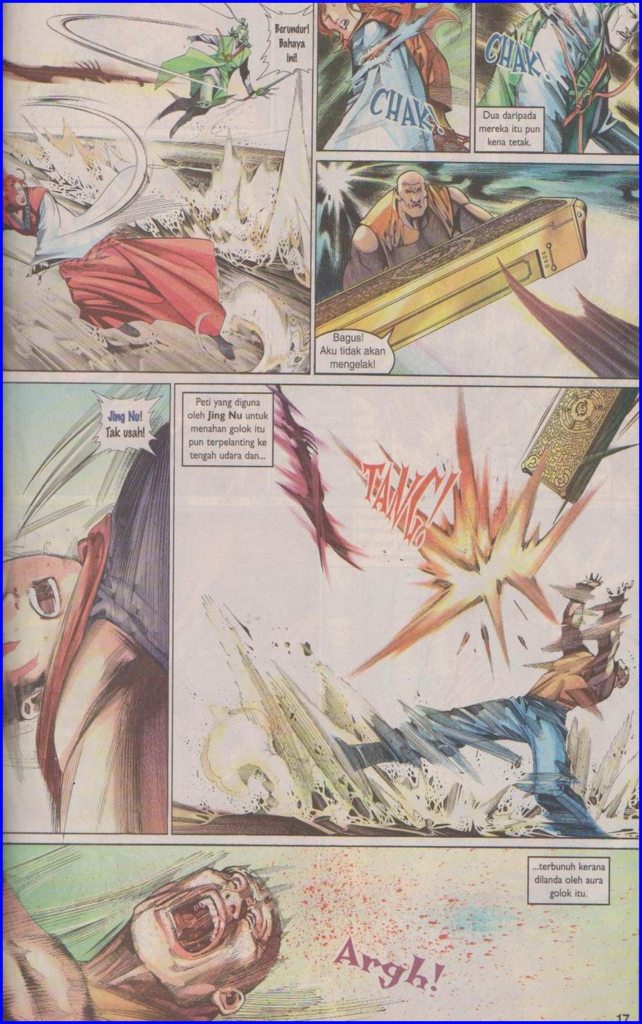 Berundur!
Bahaya
ini!!
CHAK!
CHAK!
Dua daripada
mereka itu pun
kena tetak.
Bagus!
Aku tidak akan
mengelak!
Jing Nu!
Tak usah!
Peti yang diguna
oleh Jing Nu untuk
menahan golok itu
pun terpelanting ke
tengah udara dan...
TANG!
...terbunuh kerana
dilanda oleh aura
golok itu.
Argh!
17